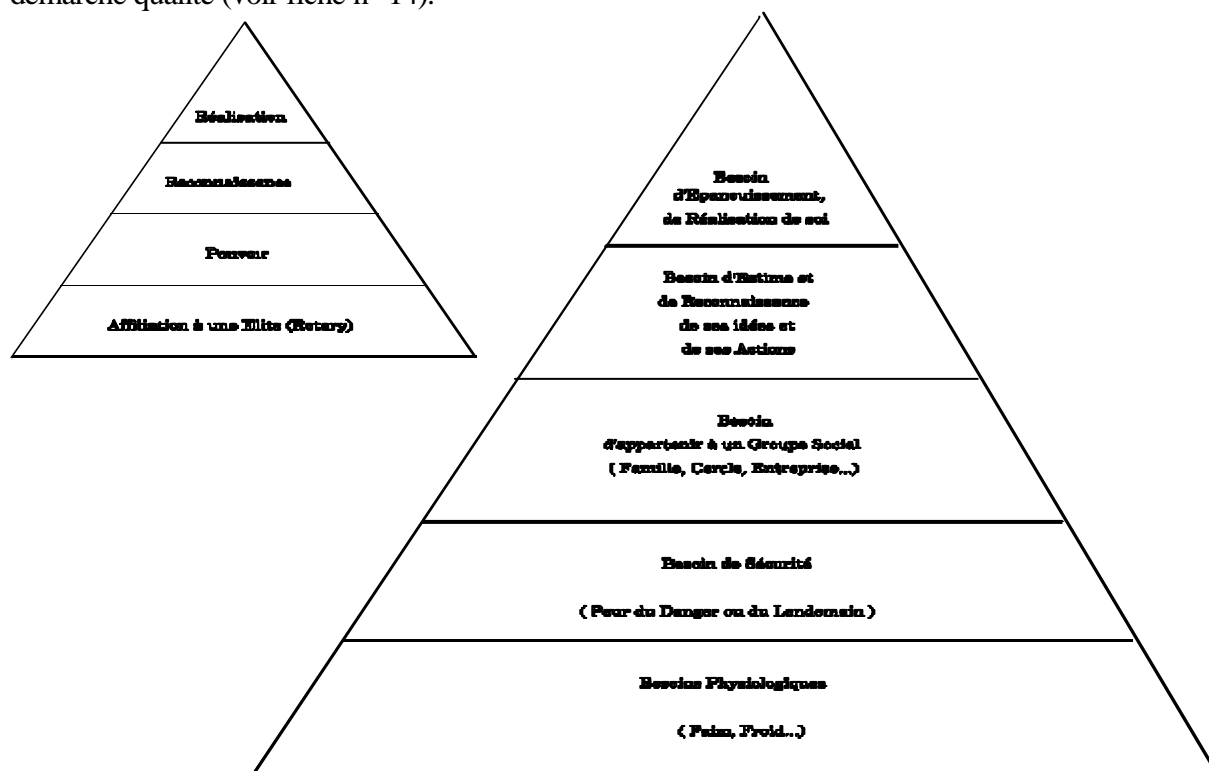 démarche qualité (voir fiche n° 14).
Réalisation
Reconnaissance
Pouvoir
Affiliation à une Elite (Rotary)
Besoin
d'Epanouissement,
de Réalisation de soi
Besoin d'Estime et
de Reconnaissance
de ses idées et
de ses Actions
Besoin
d'appartenir à un Groupe Social
( Famille, Cercle, Entreprise...)
Besoin de Sécurité
( Peur du Danger ou du Lendemain )
Besoins Physiologiques
( Faim, Froid...)